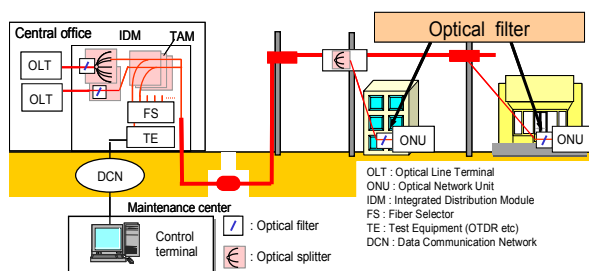 Central office
IDM
TAM
Optical filter
OLT
OLT
FS
TE
ONU
ONU
DCN
Maintenance center
Control
terminal
: Optical filter
: Optical splitter
OLT : Optical Line Terminal
ONU : Optical Network Unit
IDM : Integrated Distribution Module
FS : Fiber Selector
TE : Test Equipment (OTDR etc)
DCN : Data Communication Network